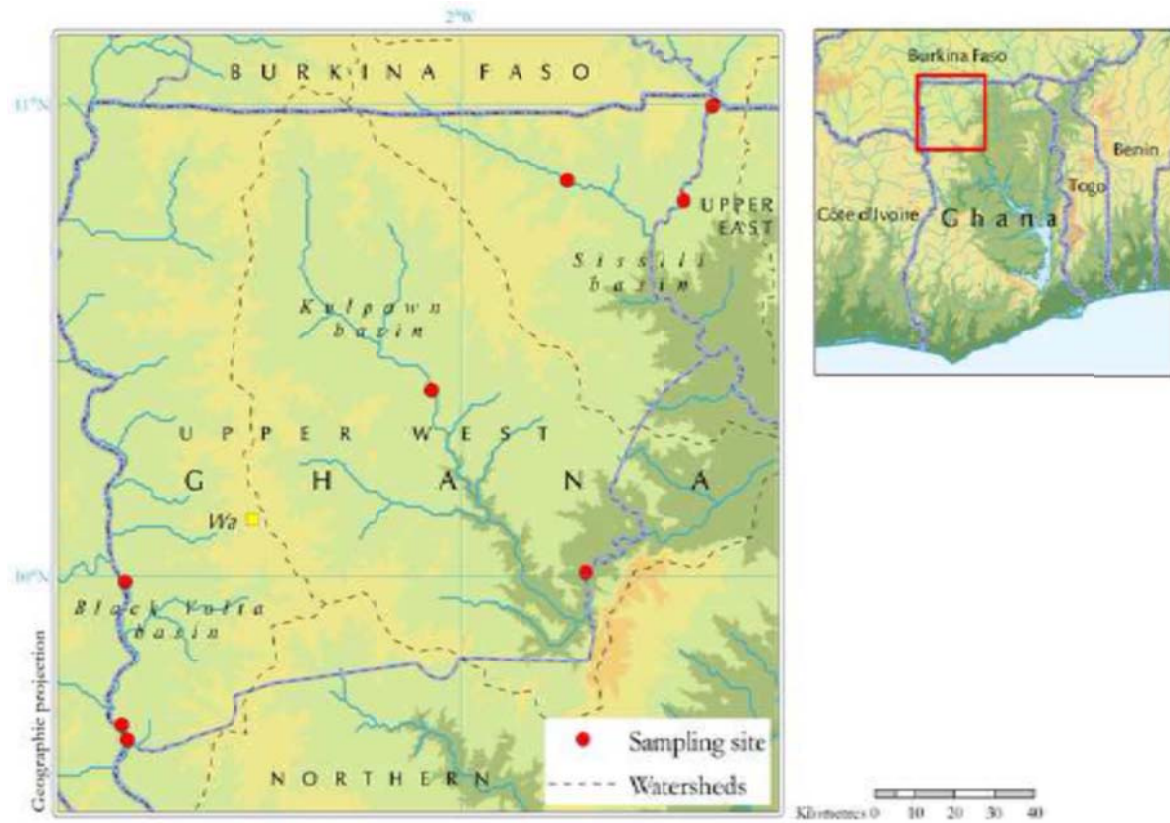 2°W
BURKINA FASO
11°N
UPPER
EAST
Sissili
basin
Kulpawn
basin
UPPER WEST
GHANA
Wa
10°N
Black Volta
basin
NORTHERN
Geographic projection
Sampling site
Watersheds
Burkina Faso
Benin
Togo
Côte d'Ivoire
Ghana
Kilometres 0 10 20 30 40